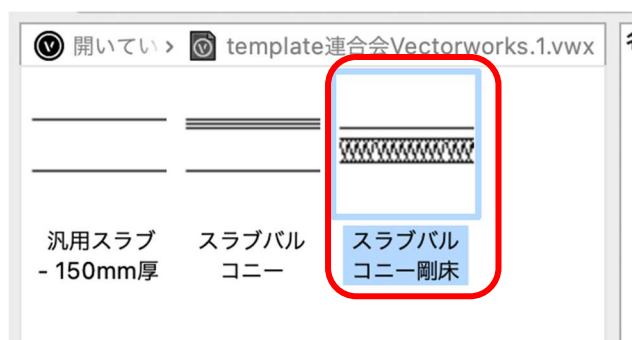 開いてい › template連合会Vectorworks.1.vwx
汎用スラブ
- 150mm厚
スラブバル
コニー
スラブバル
コニー剛床